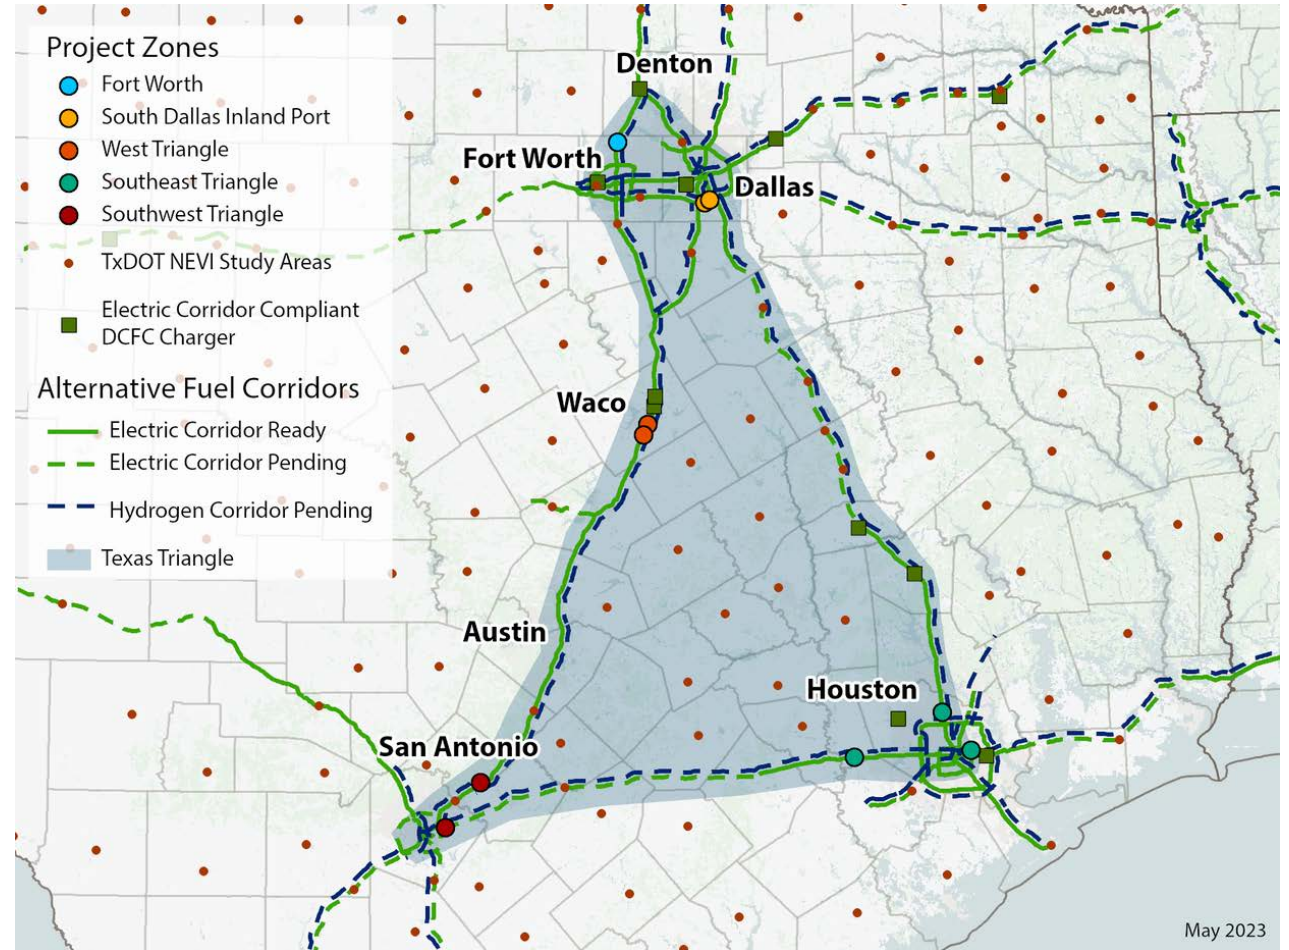 Project Zones
Fort Worth
South Dallas Inland Port
West Triangle
Southeast Triangle
Southwest Triangle
TxDOT NEVI Study Areas
Electric Corridor Compliant
DCFC Charger
Alternative Fuel Corridors
Electric Corridor Ready
Electric Corridor Pending
Hydrogen Corridor Pending
Texas Triangle
Denton
Fort Worth
Dallas
Waco
Austin
Houston
San Antonio
May 2023